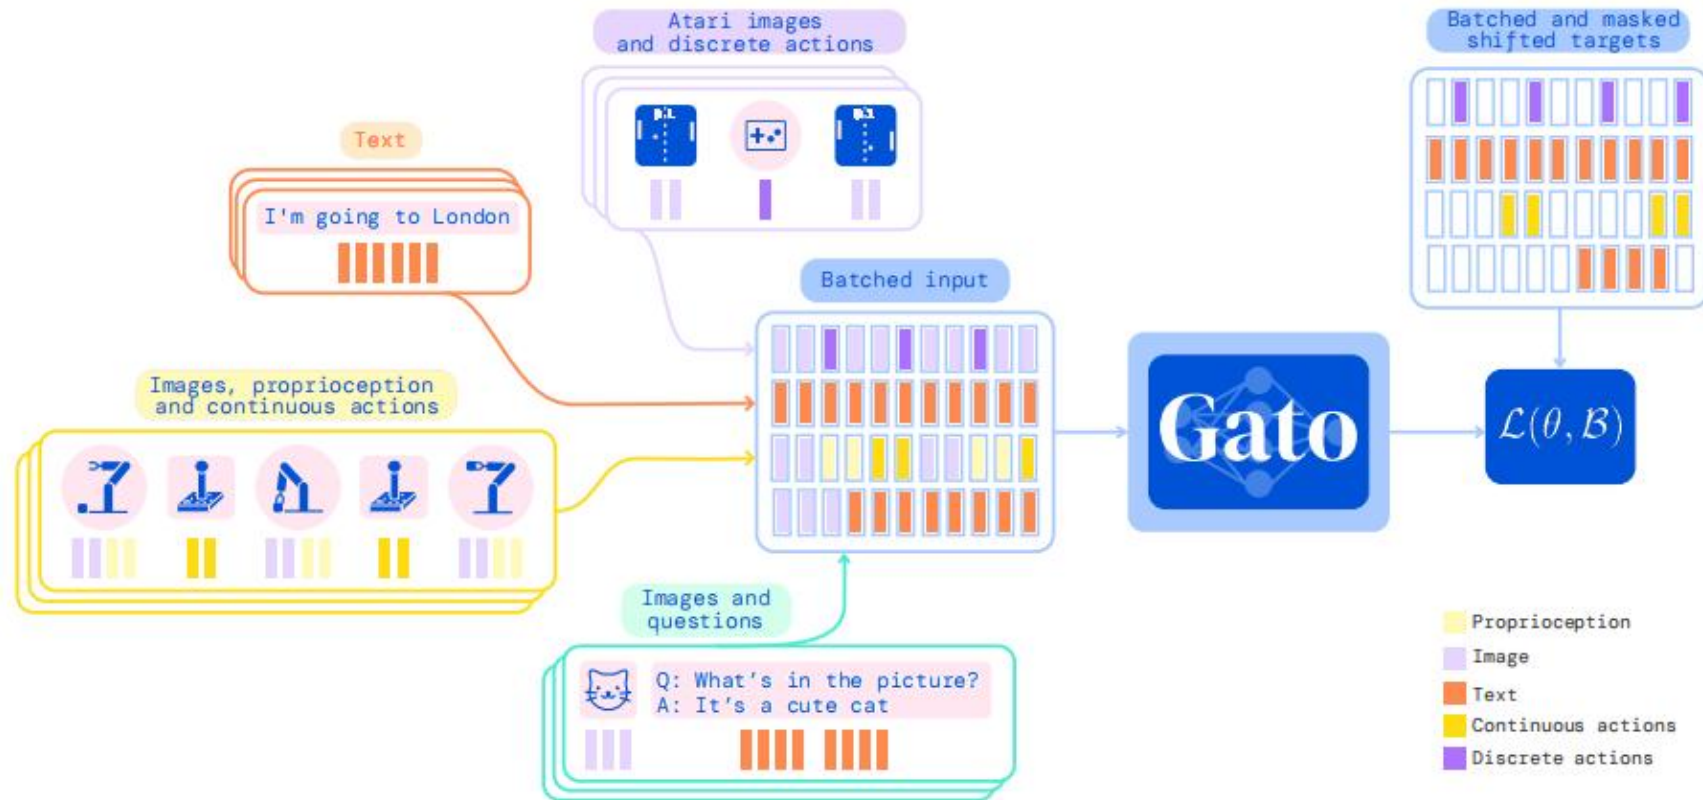 Atari images
and discrete actions
Batched and masked
shifted targets
Text
I'm going to London
Batched input
Images, proprioception
and continuous actions
Gato
ℒ(θ, ℬ)
Images and
questions
Q: What's in the picture?
A: It's a cute cat
Proprioception
Image
Text
Continuous actions
Discrete actions